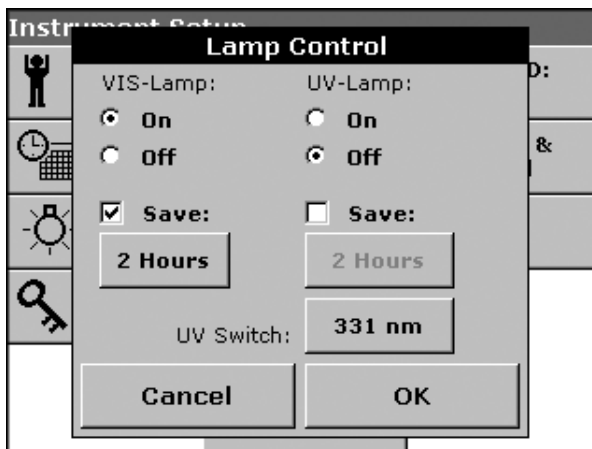 Lamp Control
D:
&
VIS-Lamp: UV-Lamp:
On On
Off Off
Save: Save:
2 Hours 2 Hours
UV Switch: 331 nm
Cancel OK